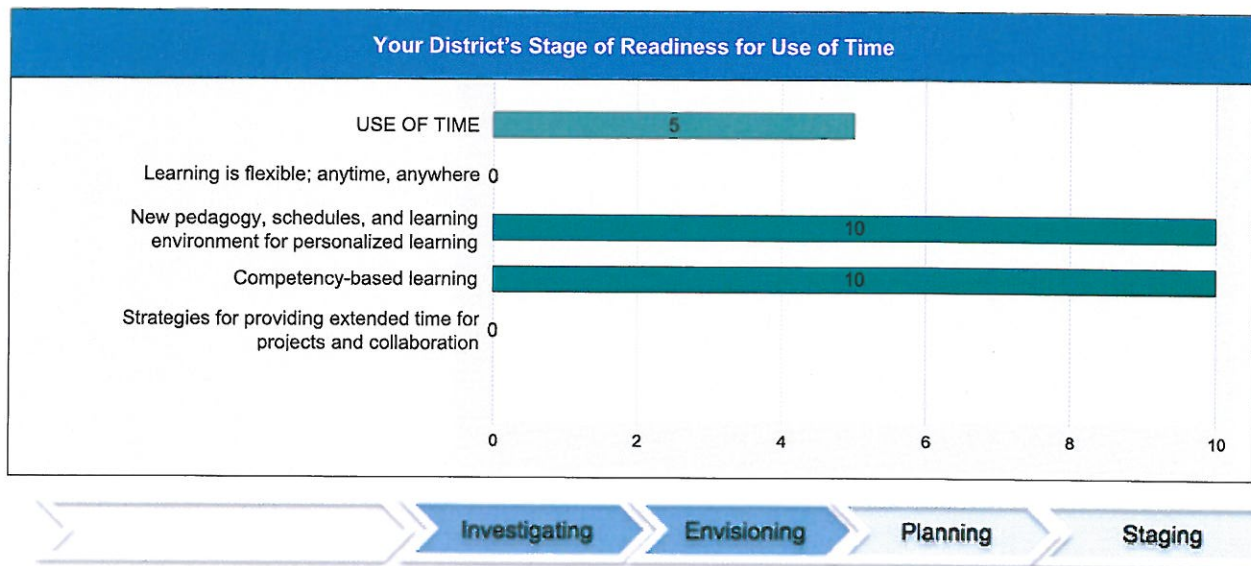 Your District's Stage of Readiness for Use of Time
USE OF TIME
5
Learning is flexible; anytime, anywhere
0
New pedagogy, schedules, and learning
environment for personalized learning
10
Competency-based learning
10
Strategies for providing extended time for
projects and collaboration
0
0 2 4 6 8 10
Investigating Envisioning Planning Staging